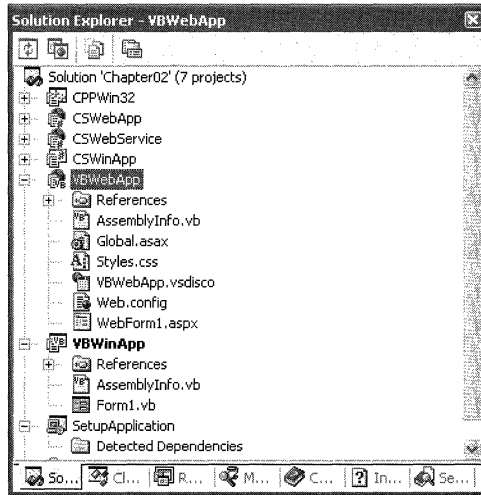 Solution Explorer - VBWebApp
Solution 'Chapter02' (7 projects)
CPPWin32
CSWebApp
CSWebService
CSWinApp
VBWebApp
References
AssemblyInfo.vb
Global.asax
Styles.css
VBWebApp.vsdisco
Web.config
WebForm1.aspx
VBWinApp
References
AssemblyInfo.vb
Form1.vb
SetupApplication
Detected Dependencies
So... Cl... R... M... C... In... Se...